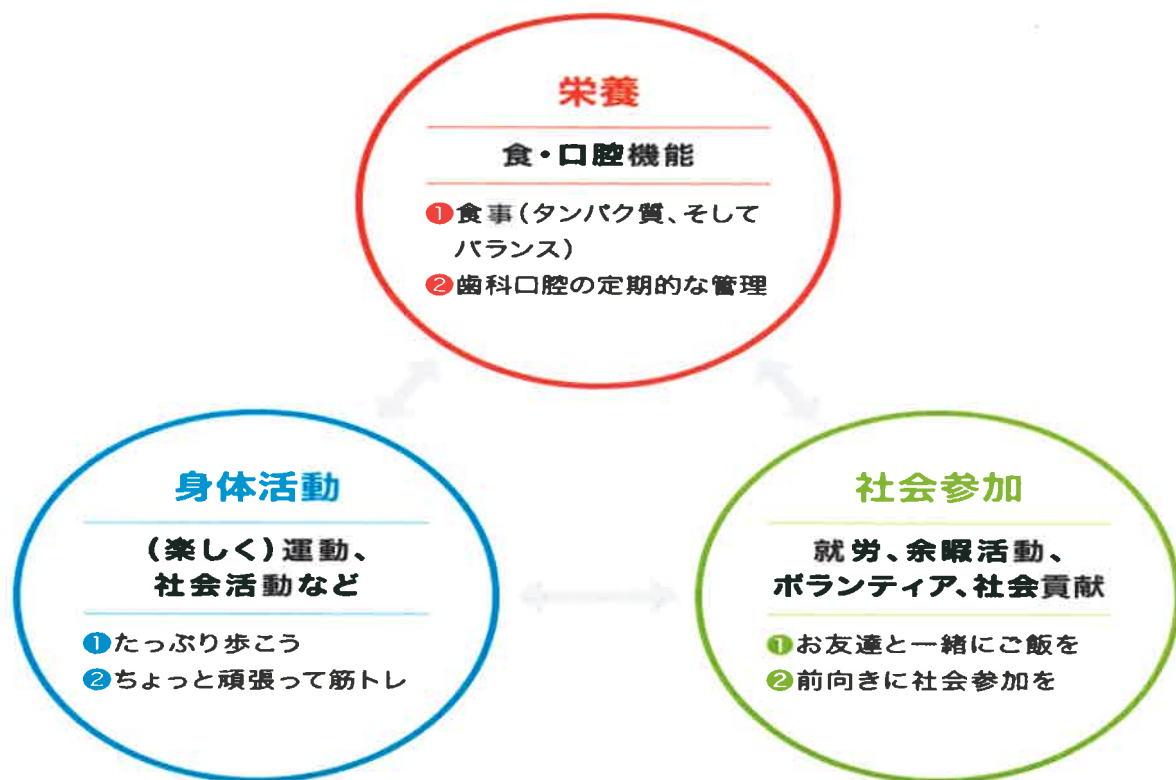 栄養
食・口腔機能
❶食事（タンパク質、そして
バランス）
❷歯科口腔の定期的な管理
身体活動
（楽しく）運動、
社会活動など
❶たっぷり歩こう
❷ちょっと頑張って筋トレ
社会参加
就労、余暇活動、
ボランティア、社会貢献
❶お友達と一緒にご飯を
❷前向きに社会参加を